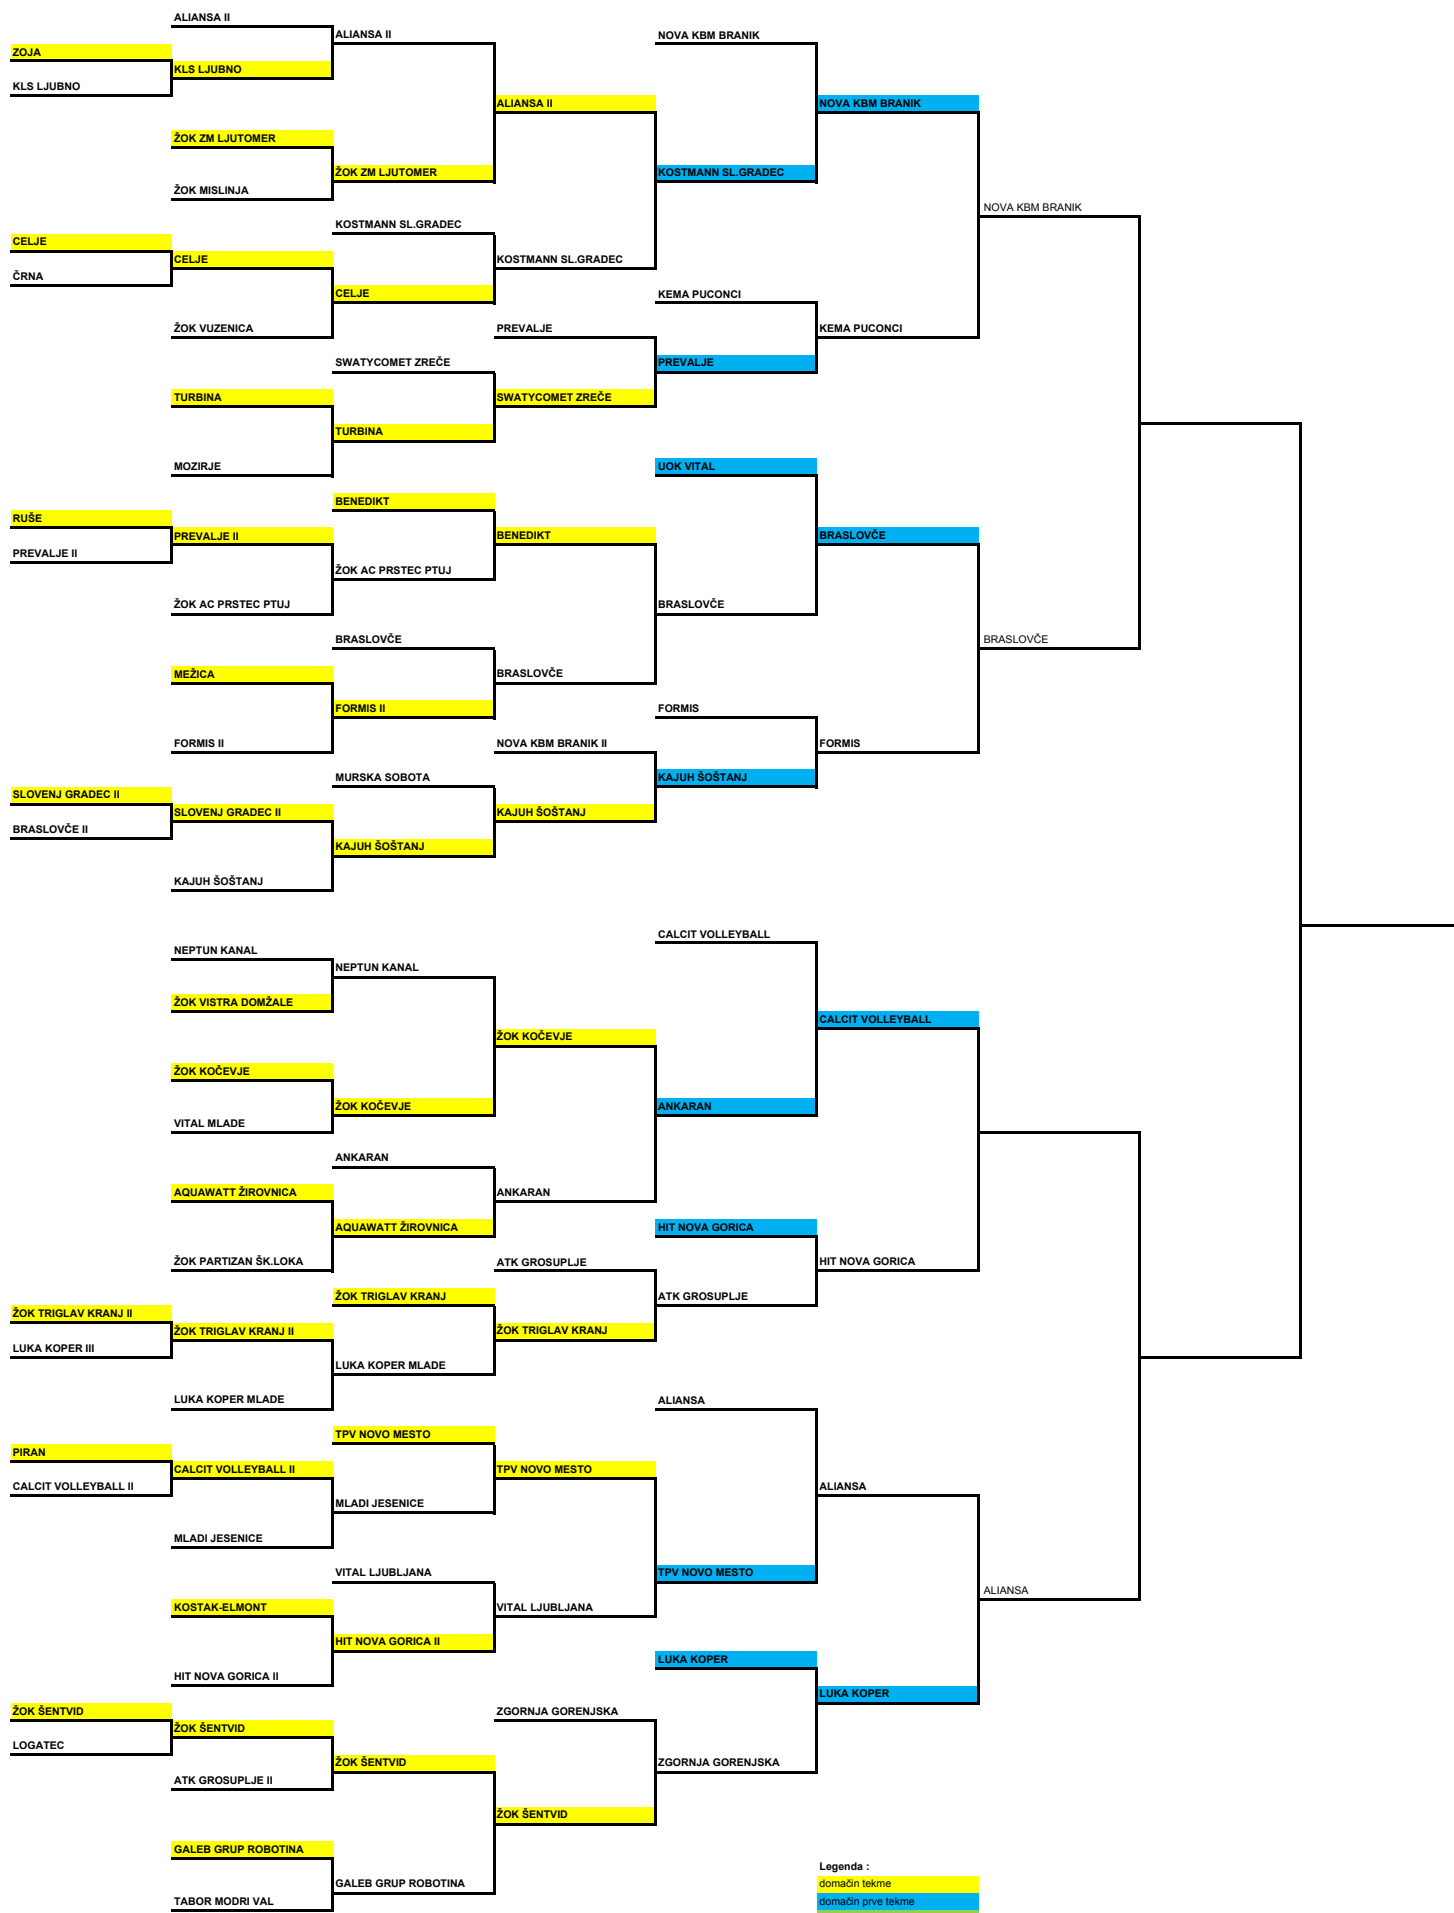 ALIANSA II
ZOJA
KLS LJUBNO
KLS LJUBNO
ALIANSA II
NOVA KBM BRANIK
ALIANSA II
NOVA KBM BRANIK
ŽOK ZM LJUTOMER
ŽOK ZM LJUTOMER
KOSTMANN SL.GRADEC
ŽOK MISLINJA
NOVA KBM BRANIK
KOSTMANN SL.GRADEC
CELJE
CELJE
KOSTMANN SL.GRADEC
ČRNA
CELJE
KEMA PUCONCI
ŽOK VUZENICA
PREVALJE
KEMA PUCONCI
SWATYCOMET ZREČE
PREVALJE
TURBINA
SWATYCOMET ZREČE
TURBINA
MOZIRJE
UOK VITAL
BENEDIKT
RUŠE
PREVALJE II
BENEDIKT
BRASLOVČE
PREVALJE II
ŽOK AC PRSTEC PTUJ
ŽOK AC PRSTEC PTUJ
BRASLOVČE
BRASLOVČE
BRASLOVČE
MEŽICA
BRASLOVČE
FORMIS II
FORMIS
FORMIS II
NOVA KBM BRANIK II
FORMIS
MURSKA SOBOTA
KAJUH ŠOŠTANJ
SLOVENJ GRADEC II
SLOVENJ GRADEC II
KAJUH ŠOŠTANJ
BRASLOVČE II
KAJUH ŠOŠTANJ
KAJUH ŠOŠTANJ
CALCIT VOLLEYBALL
NEPTUN KANAL
NEPTUN KANAL
ŽOK VISTRA DOMŽALE
CALCIT VOLLEYBALL
ŽOK KOČEVJE
ŽOK KOČEVJE
ŽOK KOČEVJE
ANKARAN
VITAL MLADE
ANKARAN
AQUAWATT ŽIROVNICA
ANKARAN
AQUAWATT ŽIROVNICA
HIT NOVA GORICA
ŽOK PARTIZAN ŠK.LOKA
ATK GROSUPLJE
HIT NOVA GORICA
ŽOK TRIGLAV KRANJ
ATK GROSUPLJE
ŽOK TRIGLAV KRANJ II
ŽOK TRIGLAV KRANJ II
ŽOK TRIGLAV KRANJ
LUKA KOPER III
LUKA KOPER MLADE
LUKA KOPER MLADE
ALIANSA
TPV NOVO MESTO
PIRAN
CALCIT VOLLEYBALL II
TPV NOVO MESTO
CALCIT VOLLEYBALL II
ALIANSA
MLADI JESENICE
MLADI JESENICE
VITAL LJUBLJANA
TPV NOVO MESTO
ALIANSA
KOSTAK-ELMONT
VITAL LJUBLJANA
HIT NOVA GORICA II
LUKA KOPER
HIT NOVA GORICA II
LUKA KOPER
ŽOK ŠENTVID
ZGORNJA GORENJSKA
ŽOK ŠENTVID
LOGATEC
ŽOK ŠENTVID
ZGORNJA GORENJSKA
ATK GROSUPLJE II
ŽOK ŠENTVID
GALEB GRUP ROBOTINA
GALEB GRUP ROBOTINA
TABOR MODRI VAL
Legenda :
domačin tekme
domačin prve tekme